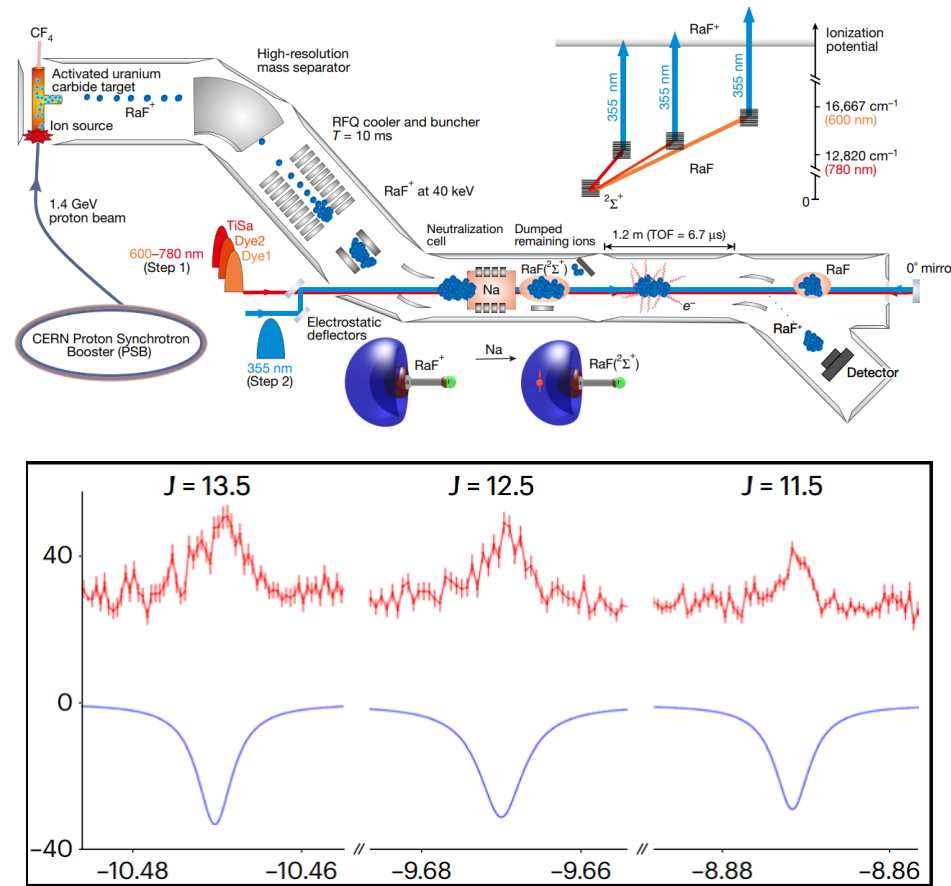 CF4
Activated uranium
carbide target
RaF+
Ion source
1.4 GeV
proton beam
CERN Proton Synchrotron
Booster (PSB)
High-resolution
mass separator
RFQ cooler and buncher
T = 10 ms
RaF+ at 40 keV
TiSa
Dye2
Dye1
600–780 nm
(Step 1)
355 nm
(Step 2)
Electrostatic
deflectors
Neutralization
cell
Na
Dumped
remaining ions
RaF(²Σ+)
1.2 m (TOF = 6.7 μs)
e-
RaF
RaF+
0° mirro
Detector
RaF+
Na
RaF(²Σ+)
RaF+
Ionization
potential
355 nm
355 nm
355 nm
16,667 cm⁻¹
(600 nm)
12,820 cm⁻¹
(780 nm)
RaF
²Σ+
0
J = 13.5
J = 12.5
J = 11.5
40
0
−40
−10.48
−10.46
//
−9.68
−9.66
//
−8.88
−8.86